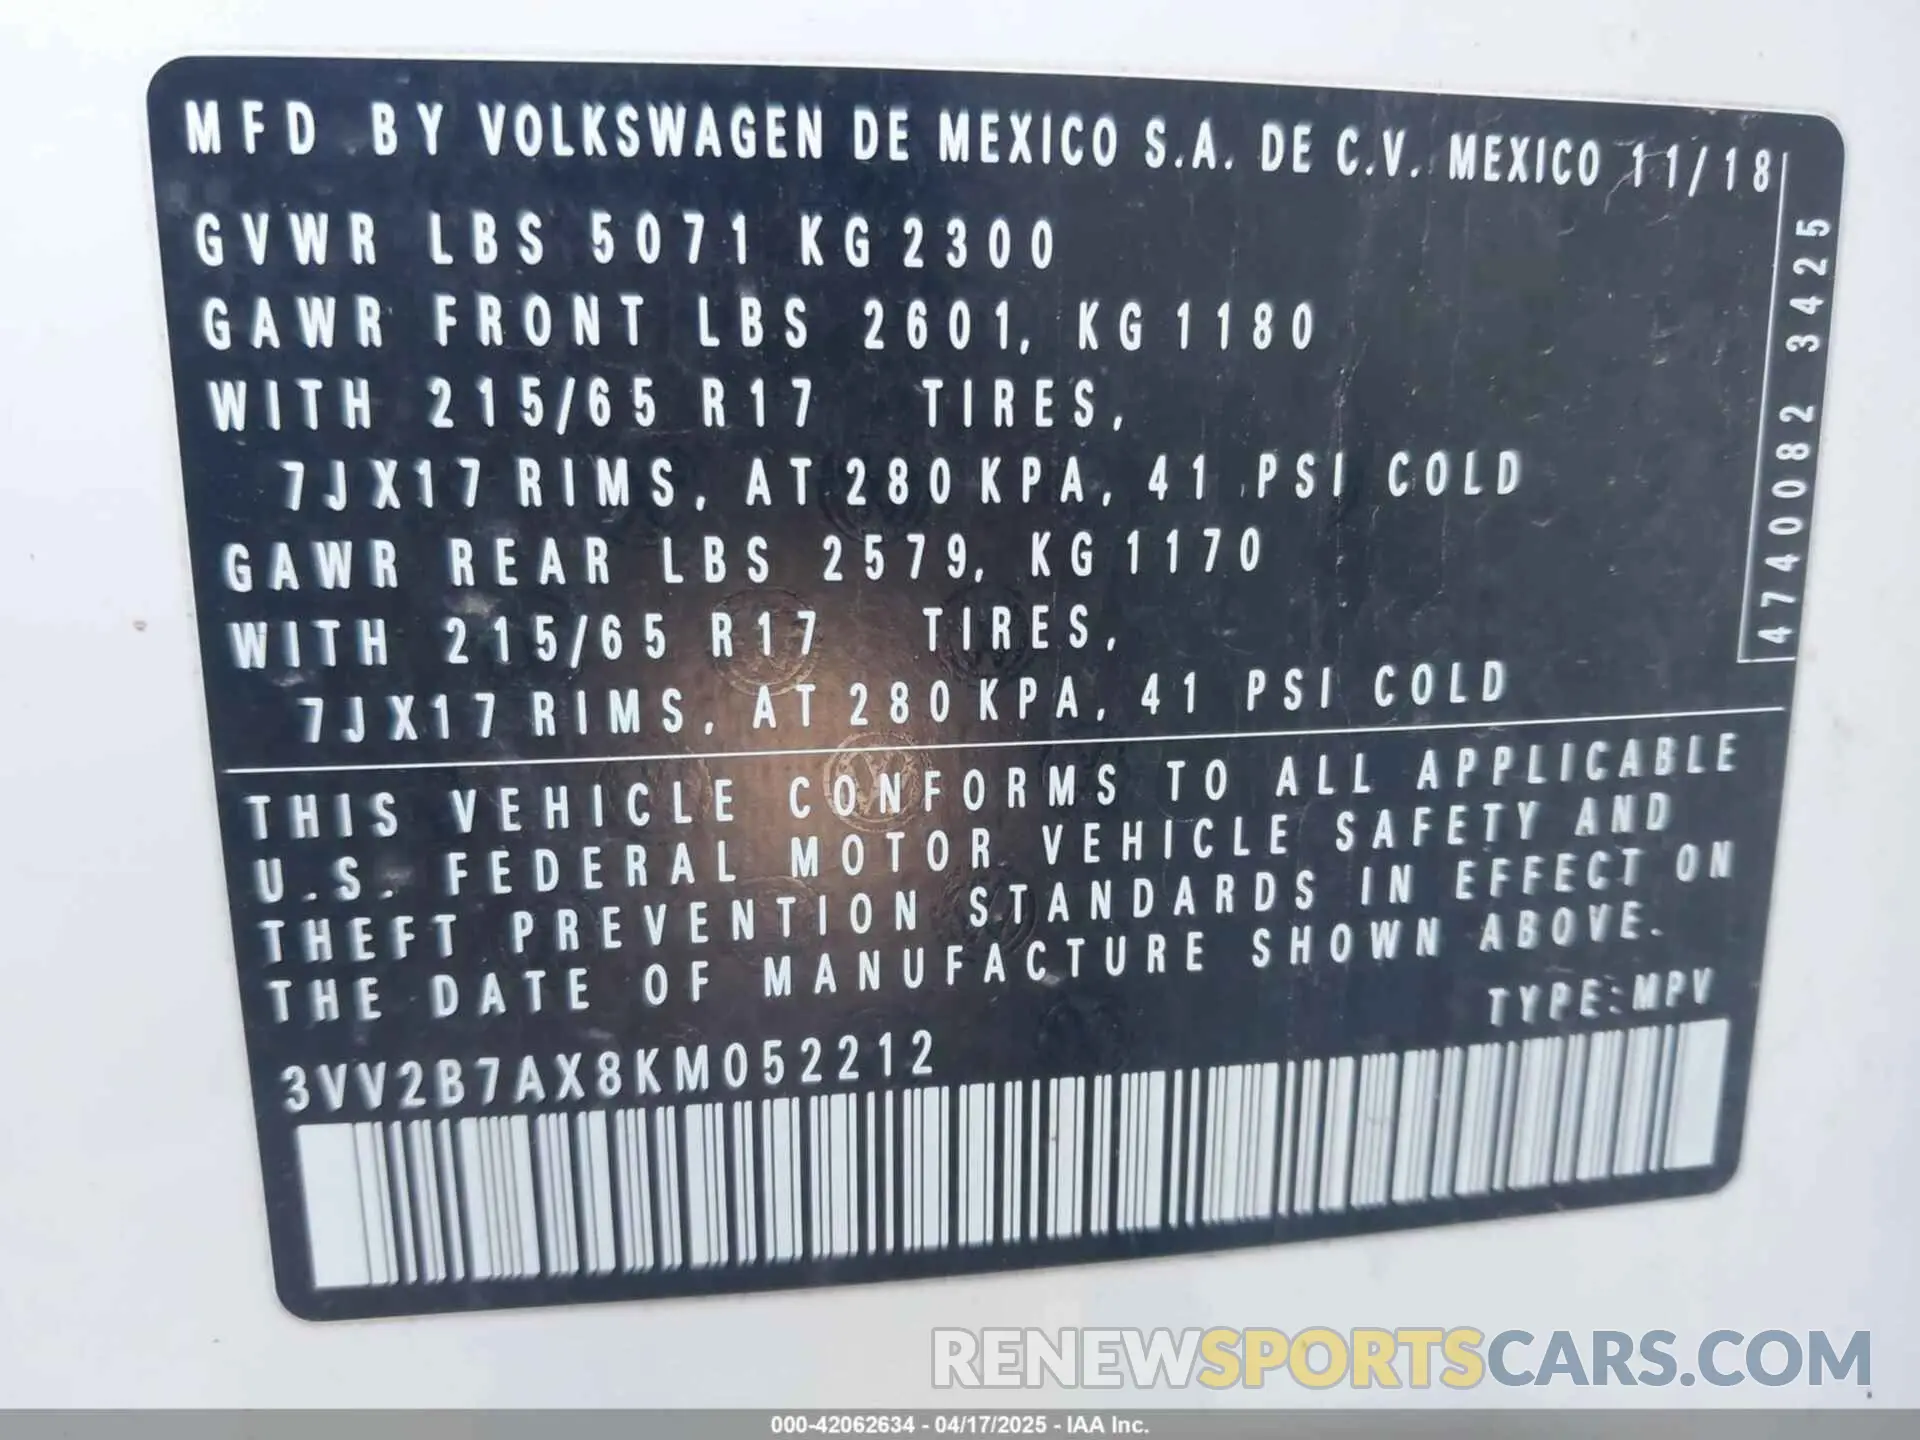 MFD BY VOLKSWAGEN DE MEXICO S.A. DE C.V. MEXICO 11/18
GVWR LBS 5071 KG 2300
GAWR FRONT LBS 2601, KG 1180
WITH 215/65 R17 TIRES,
7JX17 RIMS, AT 280 KPA, 41 PSI COLD
GAWR REAR LBS 2579, KG 1170
WITH 215/65 R17 TIRES,
7JX17 RIMS, AT 280 KPA, 41 PSI COLD
4740082 3425
THIS VEHICLE CONFORMS TO ALL APPLICABLE
U.S. FEDERAL MOTOR VEHICLE SAFETY AND
THEFT PREVENTION STANDARDS IN EFFECT ON
THE DATE OF MANUFACTURE SHOWN ABOVE.
TYPE: MPV
3VV2B7AX8KM052212
RENEWSPORTSCARS.COM
000-42062634 - 04/17/2025 - IAA Inc.